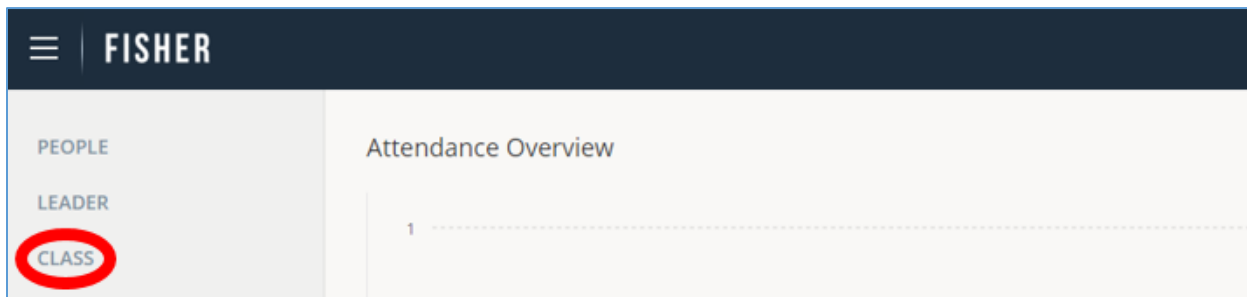 FISHER
PEOPLE
LEADER
CLASS
Attendance Overview
1